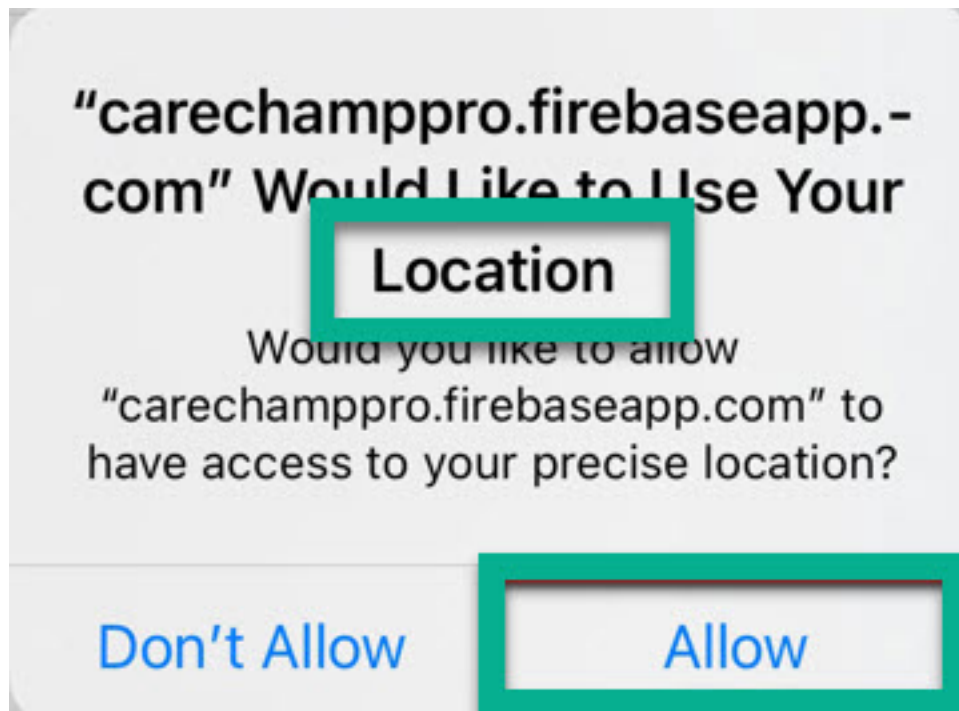 “carechamppro.firebaseapp.-
com” Would Like to Use Your
Location
Would you like to allow
“carechamppro.firebaseapp.com” to
have access to your precise location?
Don’t Allow
Allow